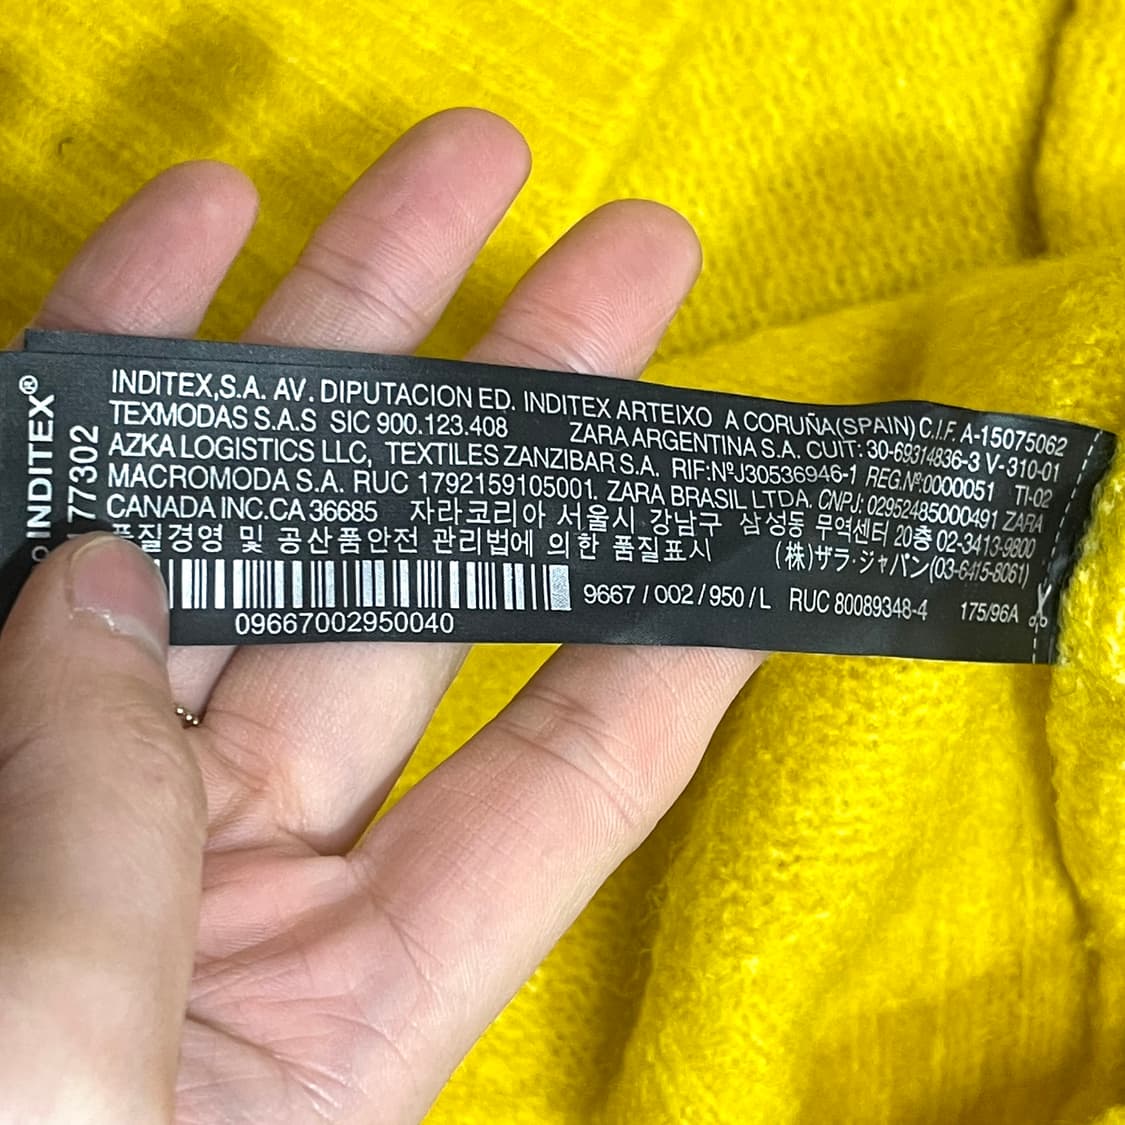 INDITEX®
77302
INDITEX,S.A. AV. DIPUTACION ED. INDITEX ARTEIXO A CORUÑA(SPAIN) C.I.F. A-15075062
TEXMODAS S.A.S SIC 900.123.408 ZARA ARGENTINA S.A. CUIT: 30-69314836-3 V-310-01
AZKA LOGISTICS LLC, TEXTILES ZANZIBAR S.A. RIF:NºJ30536946-1 REG.Nº:0000051 TI-02
MACROMODA S.A. RUC 1792159105001. ZARA BRASIL LTDA. CNPJ: 02952485000491 ZARA
CANADA INC.CA 36685 자라코리아 서울시 강남구 삼성동 무역센터 20층 02-3413-9800
품질경영 및 공산품안전 관리법에 의한 품질표시 (株)ザラ・ジャパン(03-6415-8061)
9667 / 002 / 950 / L RUC 80089348-4 175/96A
09667002950040